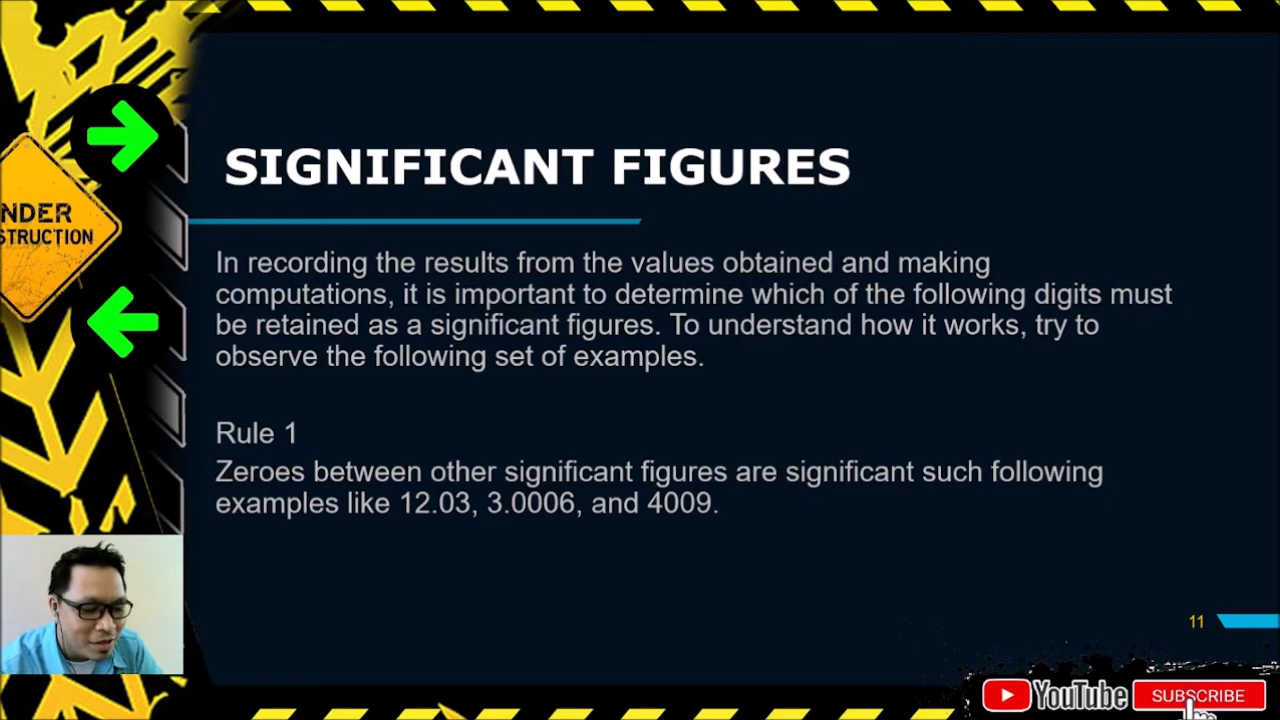 SIGNIFICANT FIGURES
NDER
STRUCTION
In recording the results from the values obtained and making
computations, it is important to determine which of the following digits must
be retained as a significant figures. To understand how it works, try to
observe the following set of examples.
Rule 1
Zeroes between other significant figures are significant such following
examples like 12.03, 3.0006, and 4009.
11
YouTube
SUBSCRIBE